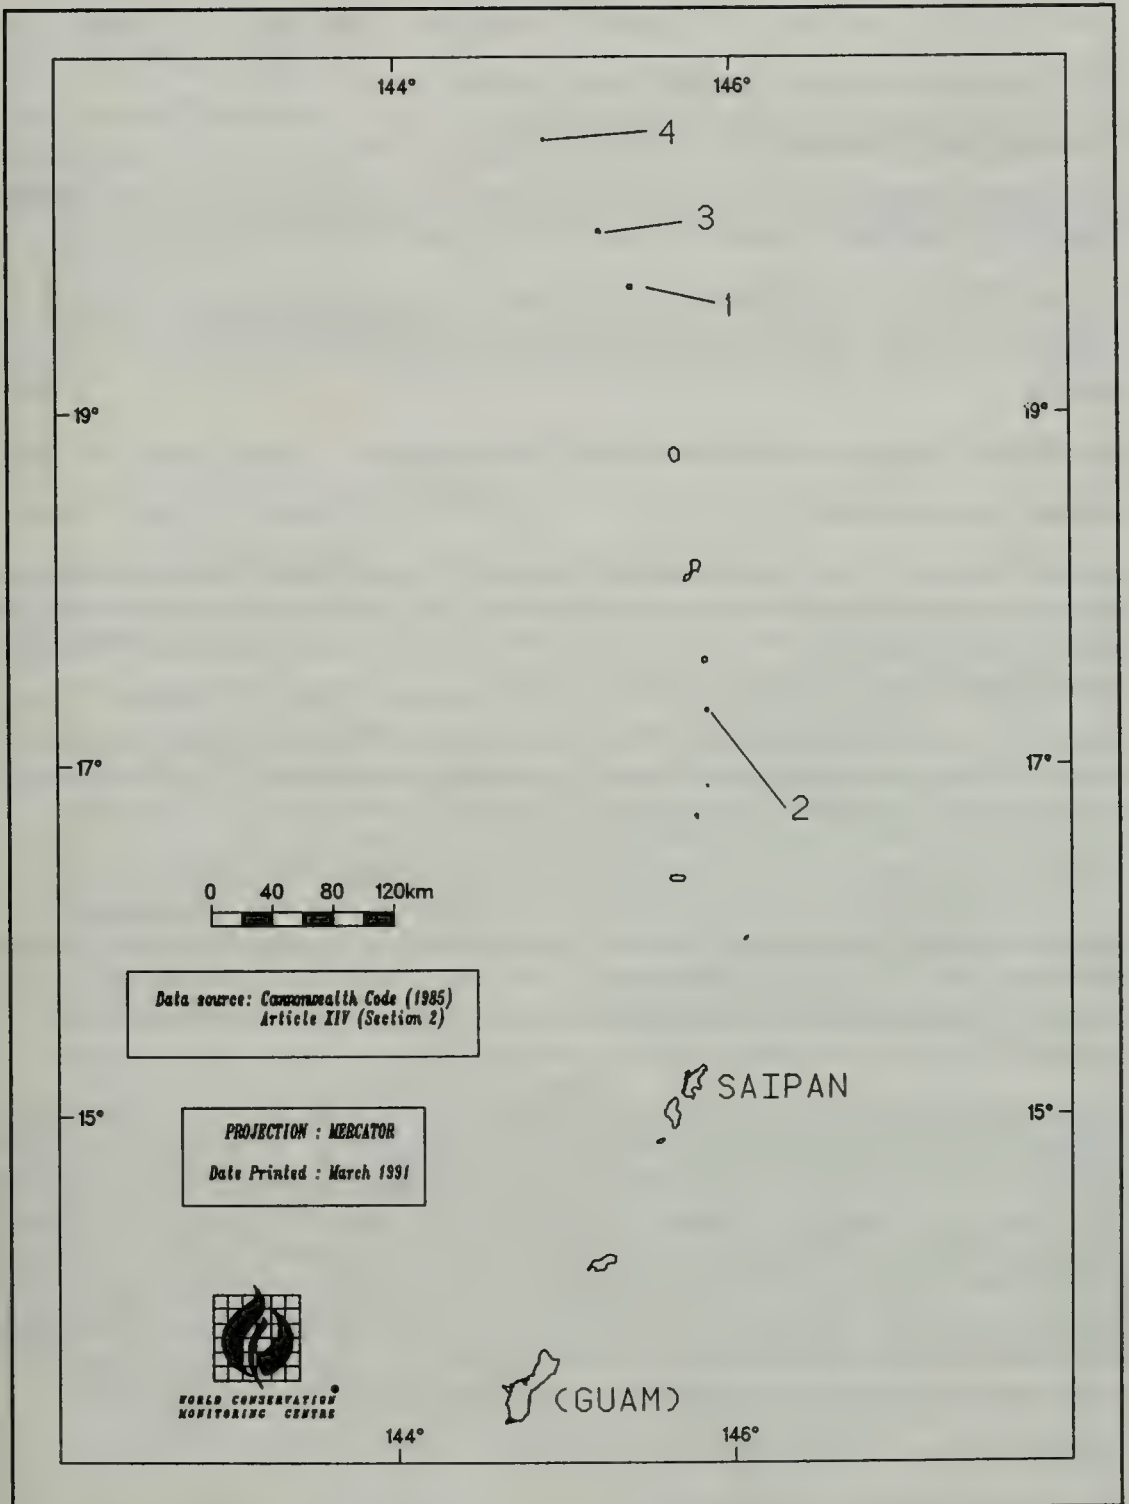 144° 146°
4
3
1
19° 19°
17° 17°
2
0 40 80 120km
Data source: Commonwealth Code (1985)
Article XIV (Section 2)
SAIPAN
15° 15°
PROJECTION : MERCATOR
Date Printed : March 1991
WORLD CONSERVATION
MONITORING CENTRE
(GUAM)
144° 146°